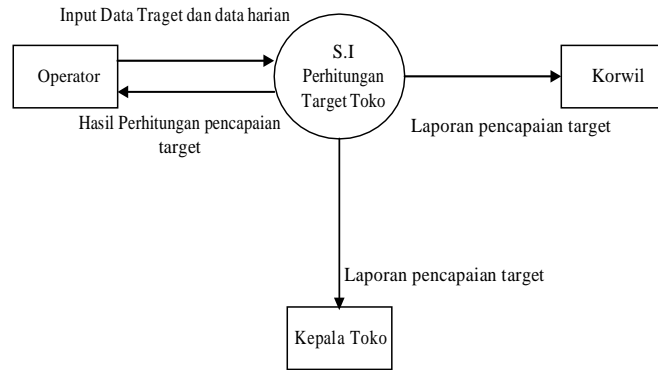 Input Data Traget dan data harian
S.I
Perhitungan
Target Toko
Operator
Korwil
Hasil Perhitungan pencapaian
target
Laporan pencapaian target
Laporan pencapaian target
Kepala Toko